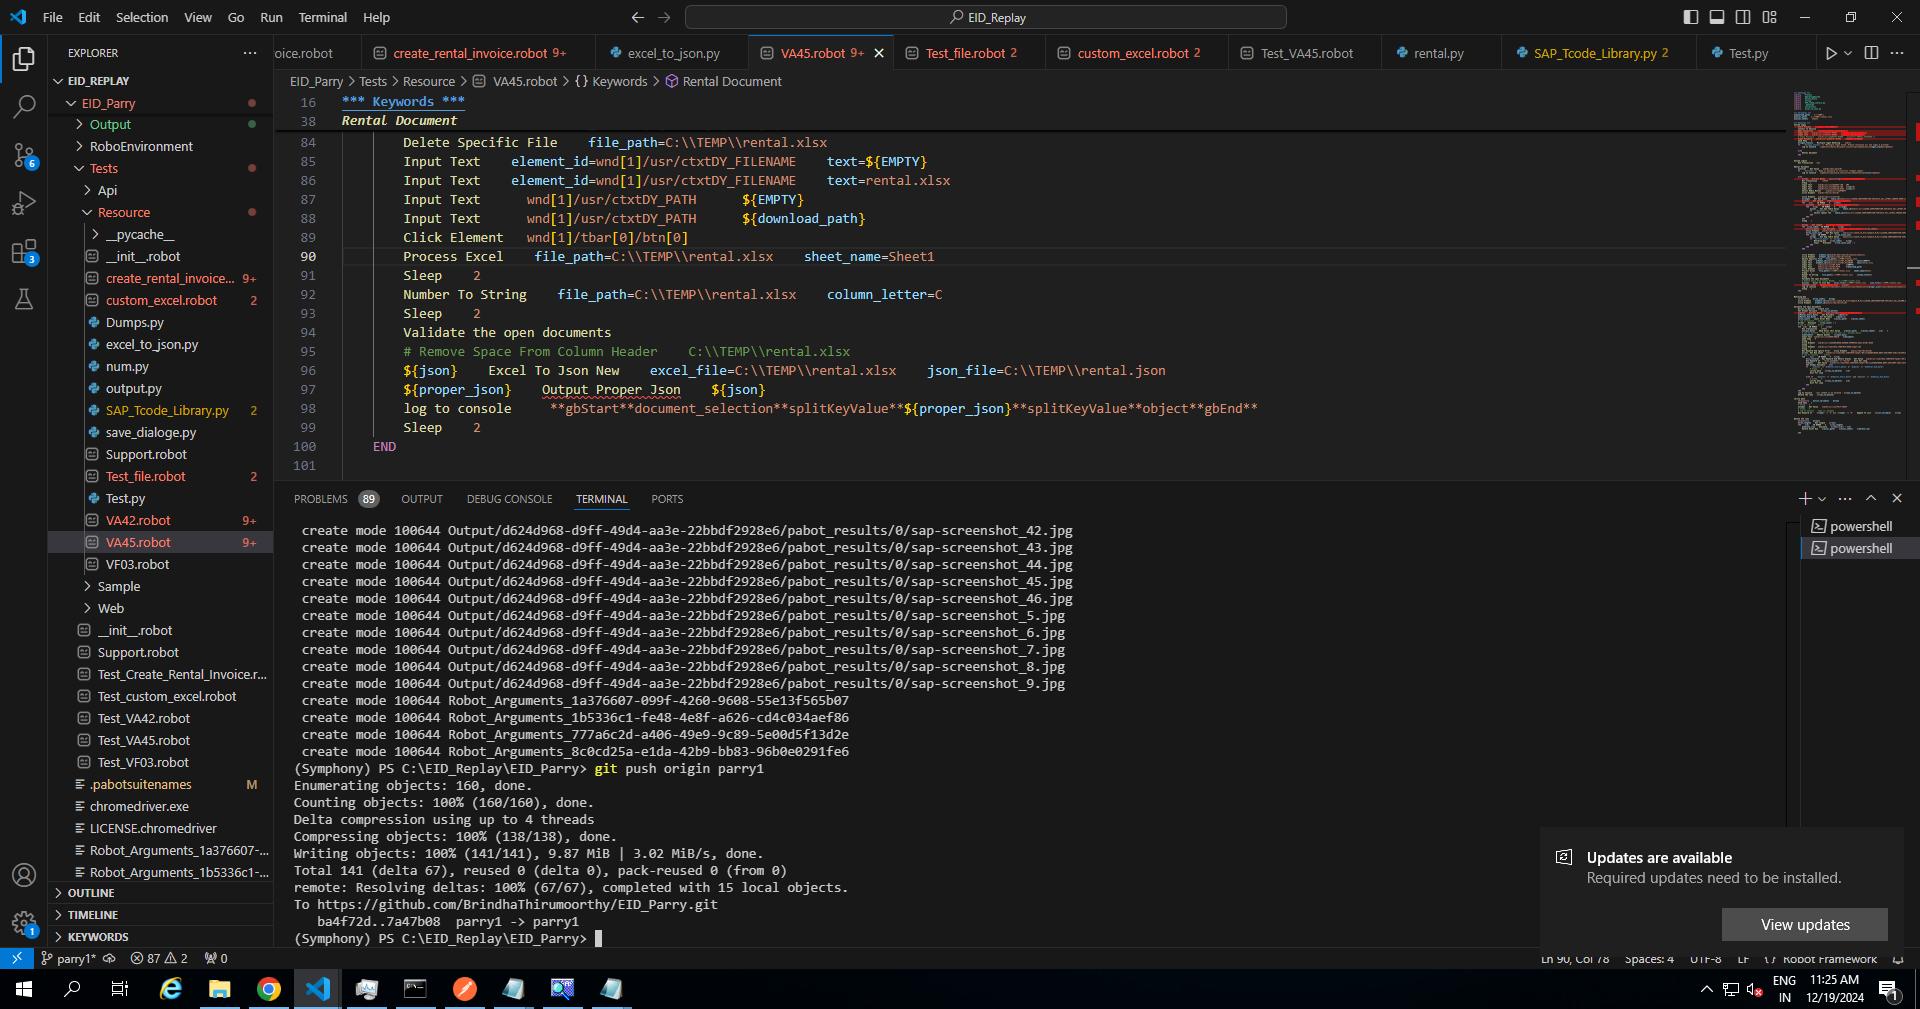 File Edit Selection View Go Run Terminal Help
EID_Replay
EXPLORER
EID_REPLAY
EID_Parry
Output
RoboEnvironment
Tests
Api
Resource
__pycache__
__init__.robot
create_rental_invoice... 9+
custom_excel.robot 2
Dumps.py
excel_to_json.py
num.py
output.py
SAP_Tcode_Library.py 2
save_dialoge.py
Support.robot
Test_file.robot 2
Test.py
VA42.robot 9+
VA45.robot 9+
VF03.robot
Sample
Web
__init__.robot
Support.robot
Test_Create_Rental_Invoice.r...
Test_custom_excel.robot
Test_VA42.robot
Test_VA45.robot
Test_VF03.robot
.pabotsuitenames M
chromedriver.exe
LICENSE.chromedriver
Robot_Arguments_1a376607-...
Robot_Arguments_1b5336c1-...
OUTLINE
TIMELINE
KEYWORDS
6
3
1
oice.robot create_rental_invoice.robot 9+ excel_to_json.py VA45.robot 9+ Test_file.robot 2 custom_excel.robot 2 Test_VA45.robot rental.py SAP_Tcode_Library.py 2 Test.py
EID_Parry > Tests > Resource > VA45.robot > {} Keywords > Rental Document
16 *** Keywords ***
38 Rental Document
84 Delete Specific File file_path=C:\\TEMP\\rental.xlsx
85 Input Text element_id=wnd[1]/usr/ctxtDY_FILENAME text=${EMPTY}
86 Input Text element_id=wnd[1]/usr/ctxtDY_FILENAME text=rental.xlsx
87 Input Text wnd[1]/usr/ctxtDY_PATH ${EMPTY}
88 Input Text wnd[1]/usr/ctxtDY_PATH ${download_path}
89 Click Element wnd[1]/tbar[0]/btn[0]
90 Process Excel file_path=C:\\TEMP\\rental.xlsx sheet_name=Sheet1
91 Sleep 2
92 Number To String file_path=C:\\TEMP\\rental.xlsx column_letter=C
93 Sleep 2
94 Validate the open documents
95 # Remove Space From Column Header C:\\TEMP\\rental.xlsx
96 ${json} Excel To Json New excel_file=C:\\TEMP\\rental.xlsx json_file=C:\\TEMP\\rental.json
97 ${proper_json} Output Proper Json ${json}
98 log to console **gbStart**document_selection**splitKeyValue**${proper_json}**splitKeyValue**object**gbEnd**
99 Sleep 2
100 END
101
PROBLEMS 89 OUTPUT DEBUG CONSOLE TERMINAL PORTS
powershell
powershell
create mode 100644 Output/d624d968-d9ff-49d4-aa3e-22bbdf2928e6/pabot_results/0/sap-screenshot_42.jpg
create mode 100644 Output/d624d968-d9ff-49d4-aa3e-22bbdf2928e6/pabot_results/0/sap-screenshot_43.jpg
create mode 100644 Output/d624d968-d9ff-49d4-aa3e-22bbdf2928e6/pabot_results/0/sap-screenshot_44.jpg
create mode 100644 Output/d624d968-d9ff-49d4-aa3e-22bbdf2928e6/pabot_results/0/sap-screenshot_45.jpg
create mode 100644 Output/d624d968-d9ff-49d4-aa3e-22bbdf2928e6/pabot_results/0/sap-screenshot_46.jpg
create mode 100644 Output/d624d968-d9ff-49d4-aa3e-22bbdf2928e6/pabot_results/0/sap-screenshot_5.jpg
create mode 100644 Output/d624d968-d9ff-49d4-aa3e-22bbdf2928e6/pabot_results/0/sap-screenshot_6.jpg
create mode 100644 Output/d624d968-d9ff-49d4-aa3e-22bbdf2928e6/pabot_results/0/sap-screenshot_7.jpg
create mode 100644 Output/d624d968-d9ff-49d4-aa3e-22bbdf2928e6/pabot_results/0/sap-screenshot_8.jpg
create mode 100644 Output/d624d968-d9ff-49d4-aa3e-22bbdf2928e6/pabot_results/0/sap-screenshot_9.jpg
create mode 100644 Robot_Arguments_1a376607-099f-4260-9608-55e13f565b07
create mode 100644 Robot_Arguments_1b5336c1-fe48-4e8f-a626-cd4c034aef86
create mode 100644 Robot_Arguments_777a6c2d-a406-49e9-9c89-5e00d5f13d2e
create mode 100644 Robot_Arguments_8c0cd25a-e1da-42b9-bb83-96b0e0291fe6
(Symphony) PS C:\EID_Replay\EID_Parry> git push origin parry1
Enumerating objects: 160, done.
Counting objects: 100% (160/160), done.
Delta compression using up to 4 threads
Compressing objects: 100% (138/138), done.
Writing objects: 100% (141/141), 9.87 MiB | 3.02 MiB/s, done.
Total 141 (delta 67), reused 0 (delta 0), pack-reused 0 (from 0)
remote: Resolving deltas: 100% (67/67), completed with 15 local objects.
To https://github.com/BrindhaThirumoorthy/EID_Parry.git
ba4f72d..7a47b08 parry1 -> parry1
(Symphony) PS C:\EID_Replay\EID_Parry>
Updates are available
Required updates need to be installed.
View updates
parry1* 87 2 0 Ln 90, Col 78 Spaces: 4 UTF-8 LF {} Robot Framework
ENG
IN
11:25 AM
12/19/2024
1